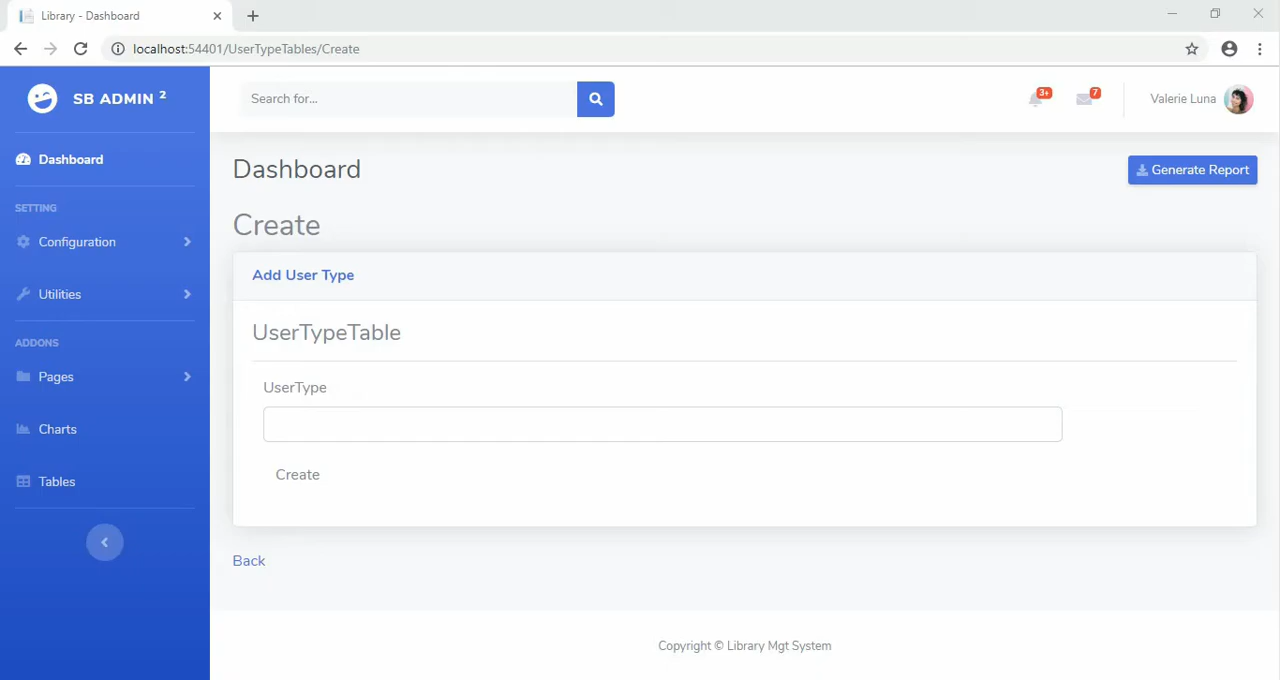 Library - Dashboard
localhost:54401/UserTypeTables/Create
SB ADMIN 2
Search for...
3+
7
Valerie Luna
Dashboard
Dashboard
Generate Report
SETTING
Create
Configuration
Add User Type
Utilities
UserTypeTable
ADDONS
Pages
UserType
Charts
Create
Tables
Back
Copyright © Library Mgt System